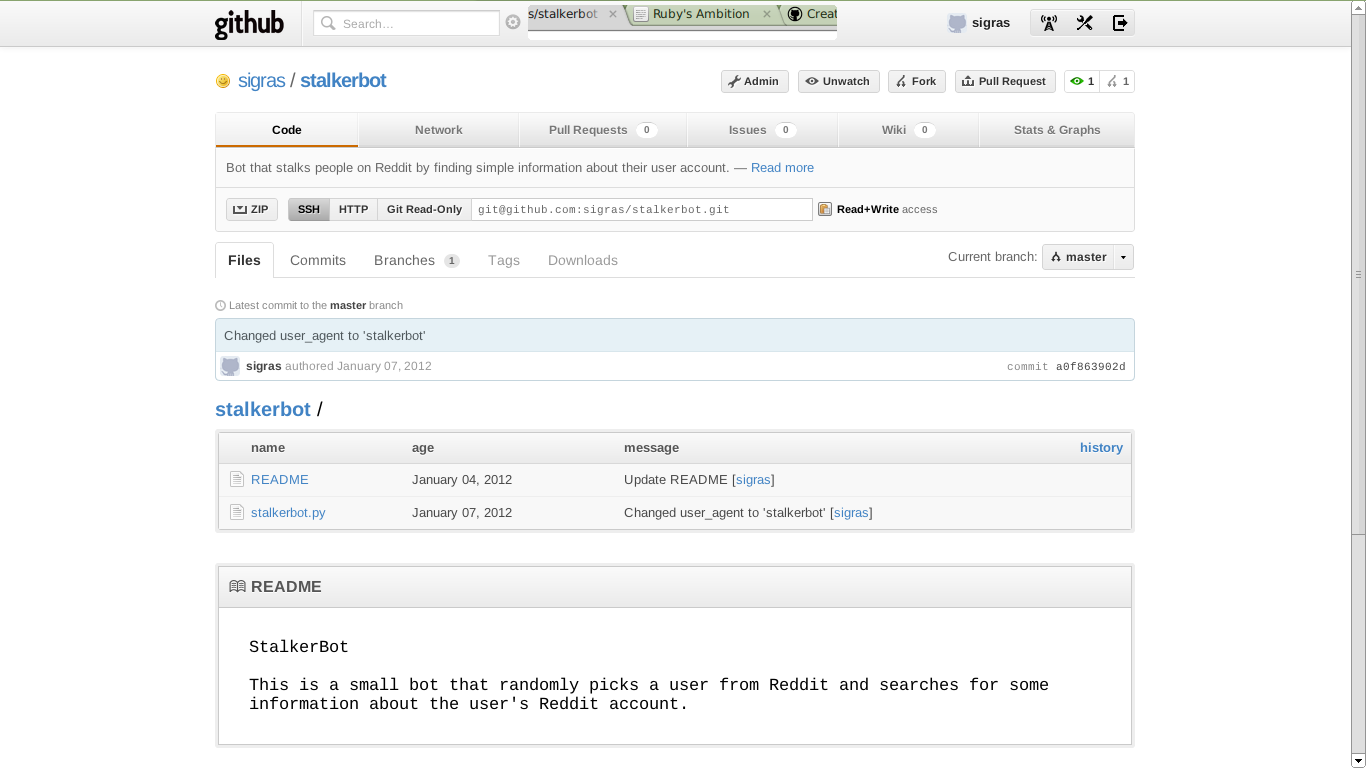 github Search... s/stalkerbot × Ruby's Ambition × Creat sigras
sigras / stalkerbot Admin Unwatch Fork Pull Request 1 1
Code Network Pull Requests 0 Issues 0 Wiki 0 Stats & Graphs
Bot that stalks people on Reddit by finding simple information about their user account. — Read more
ZIP SSH HTTP Git Read-Only git@github.com:sigras/stalkerbot.git Read+Write access
Files Commits Branches 1 Tags Downloads Current branch: master
Latest commit to the master branch
Changed user_agent to 'stalkerbot'
sigras authored January 07, 2012 commit a0f863902d
stalkerbot /
name age message history
README January 04, 2012 Update README [sigras]
stalkerbot.py January 07, 2012 Changed user_agent to 'stalkerbot' [sigras]
README
StalkerBot
This is a small bot that randomly picks a user from Reddit and searches for some
information about the user's Reddit account.